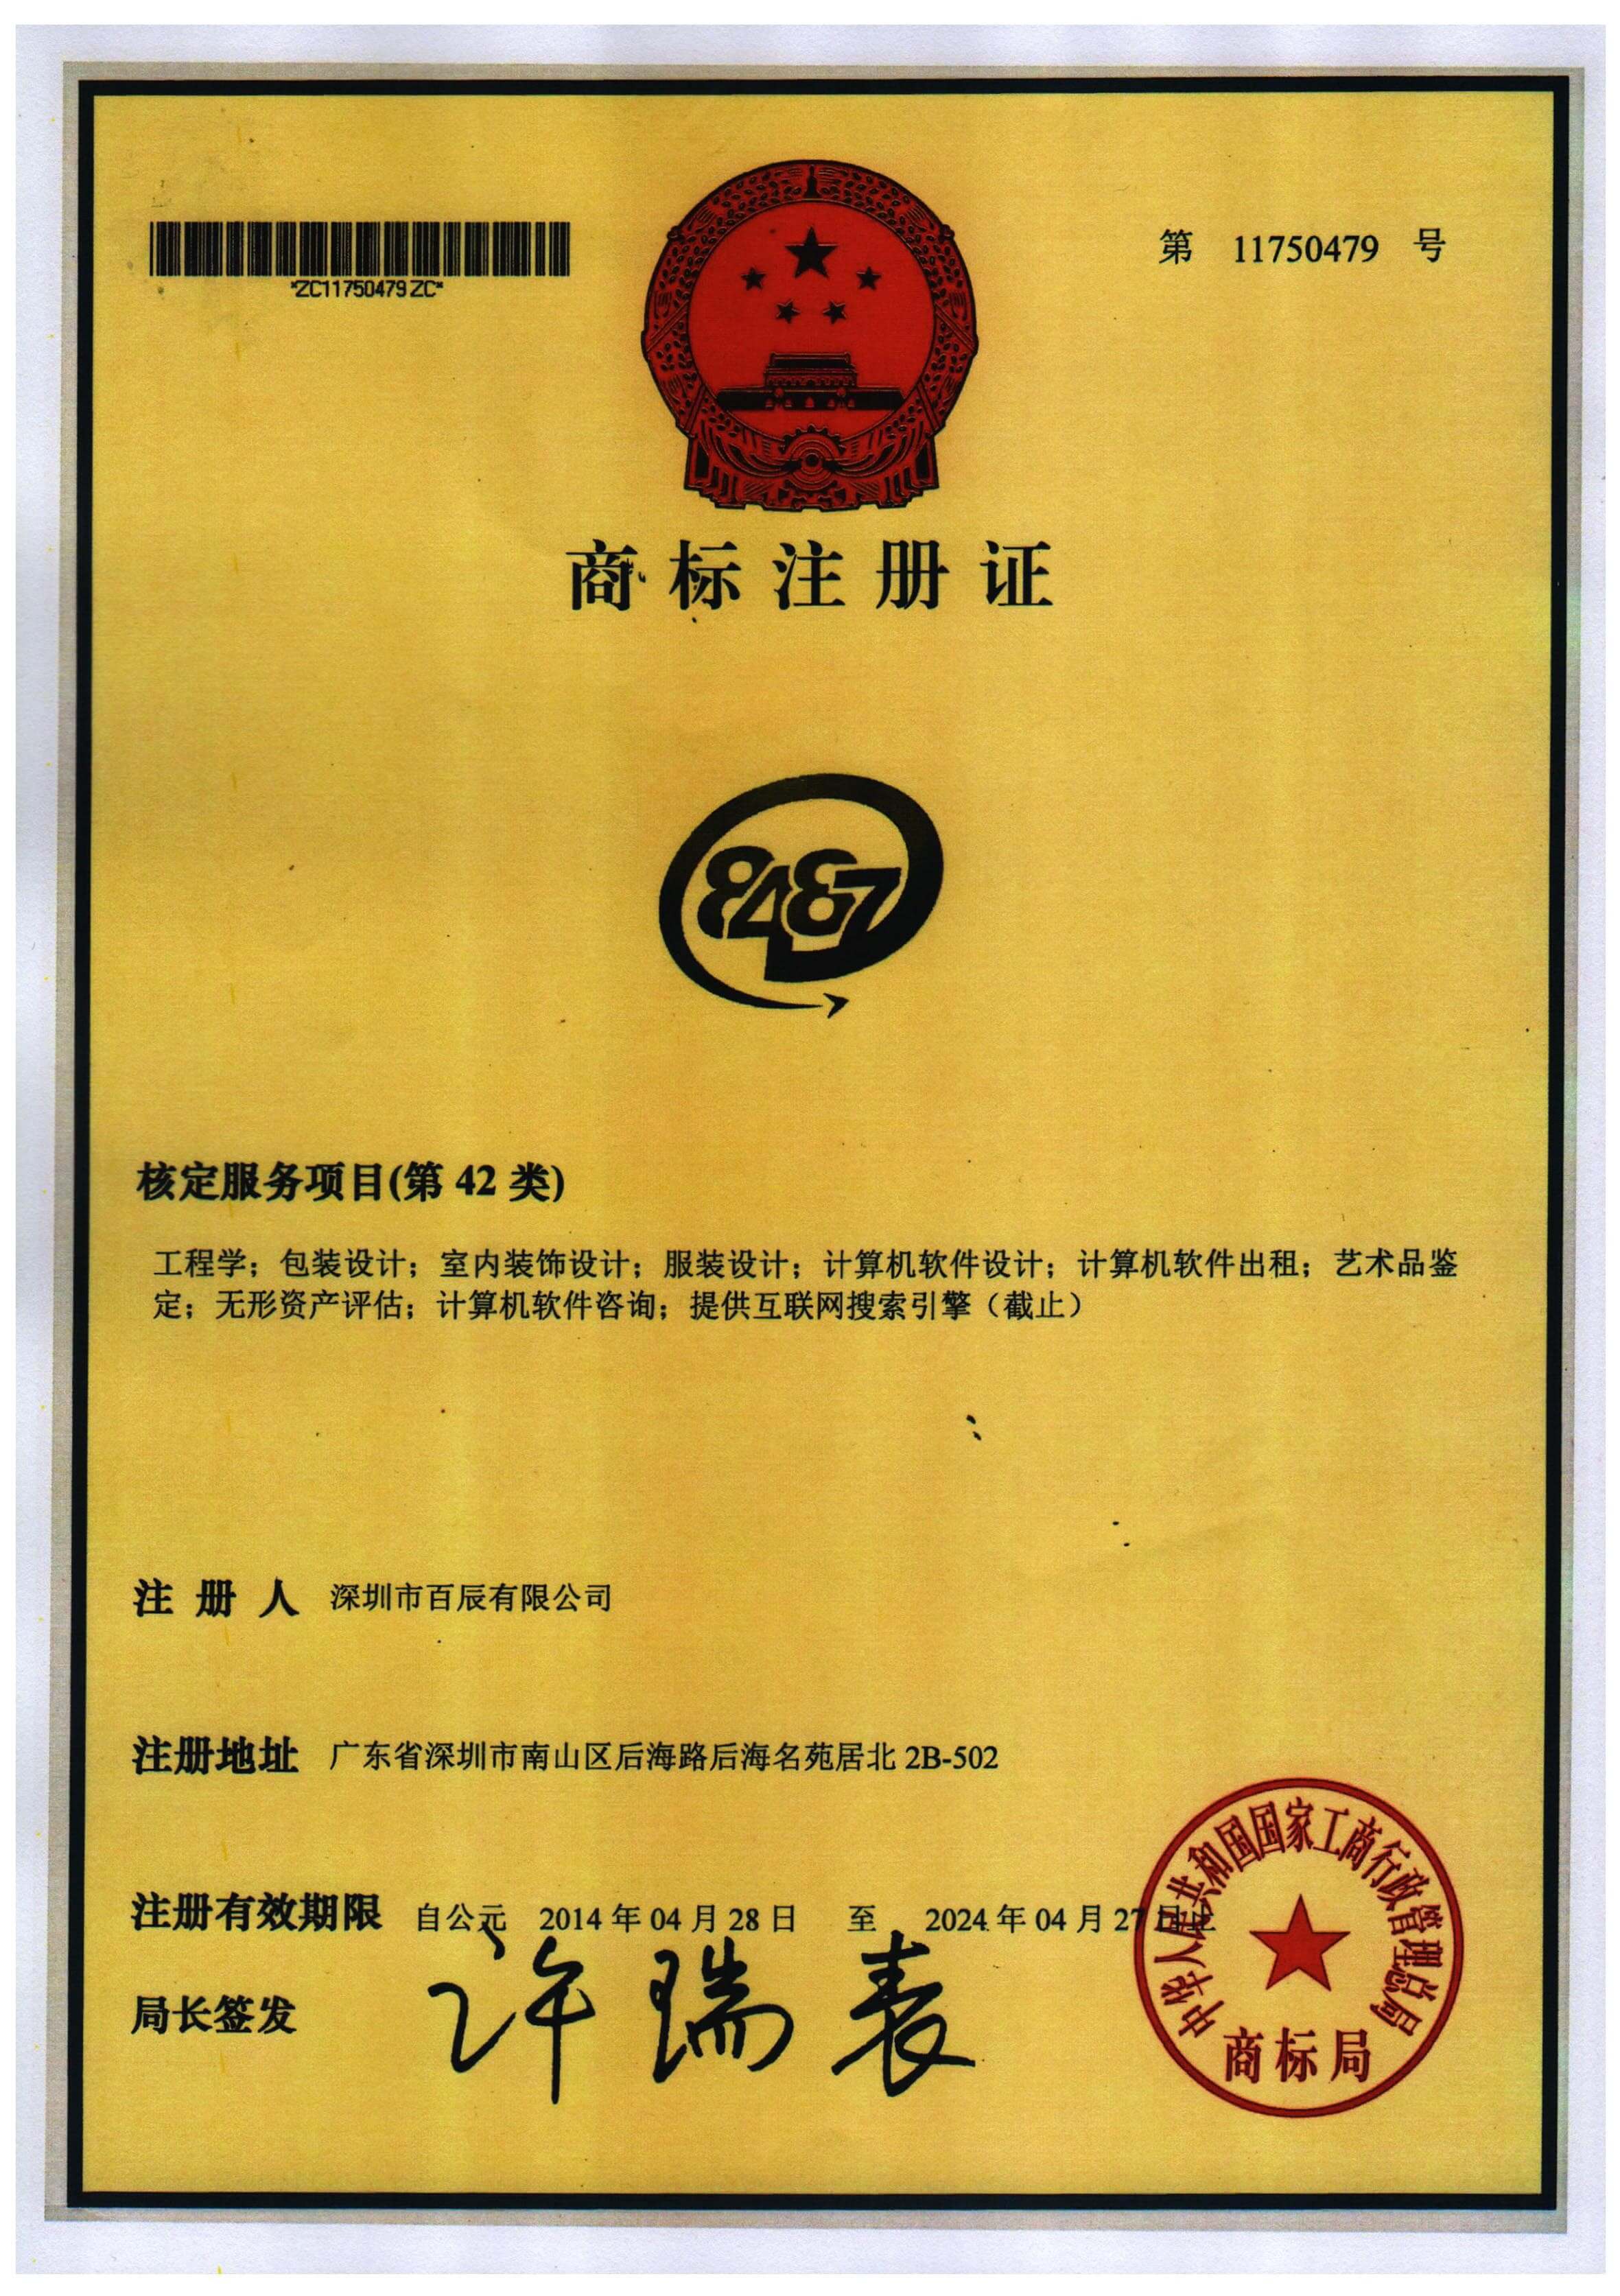 第 11750479 号
*ZC11750479ZC*
商标注册证
8487
核定服务项目(第 42 类)
工程学；包装设计；室内装饰设计；服装设计；计算机软件设计；计算机软件出租；艺术品鉴
定；无形资产评估；计算机软件咨询；提供互联网搜索引擎（截止）
注 册 人 深圳市百辰有限公司
注册地址 广东省深圳市南山区后海路后海名苑居北 2B-502
注册有效期限 自公元 2014 年 04 月 28 日 至 2024 年 04 月 27 日止
局长签发 许瑞表
中华人民共和国国家工商行政管理总局
商标局